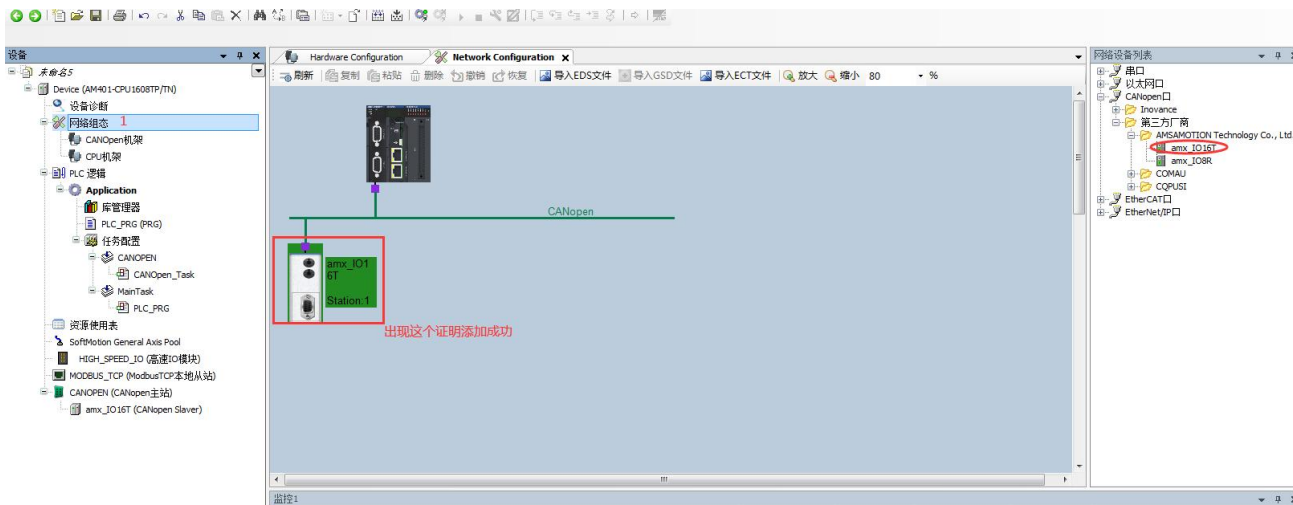 设备
未命名5
Device (AM401-CPU1608TP/TN)
设备诊断
网络组态 1
CANOpen机架
CPU机架
PLC 逻辑
Application
库管理器
PLC_PRG (PRG)
任务配置
CANOPEN
CANOpen_Task
MainTask
PLC_PRG
资源使用表
SoftMotion General Axis Pool
HIGH_SPEED_IO (高速IO模块)
MODBUS_TCP (ModbusTCP本地从站)
CANOPEN (CANopen主站)
amx_IO16T (CANopen Slaver)
Hardware Configuration Network Configuration
刷新 复制 粘贴 删除 撤销 恢复 导入EDS文件 导入GSD文件 导入ECT文件 放大 缩小 80 %
CANopen
amx_IO1
6T
Station:1
出现这个证明添加成功
监控1
网络设备列表
串口
以太网口
CANopen口
Inovance
第三方厂商
AMSAMOTION Technology Co., Ltd
amx_IO16T
amx_IO8R
COMAU
CQPUSI
EtherCAT口
EtherNet/IP口